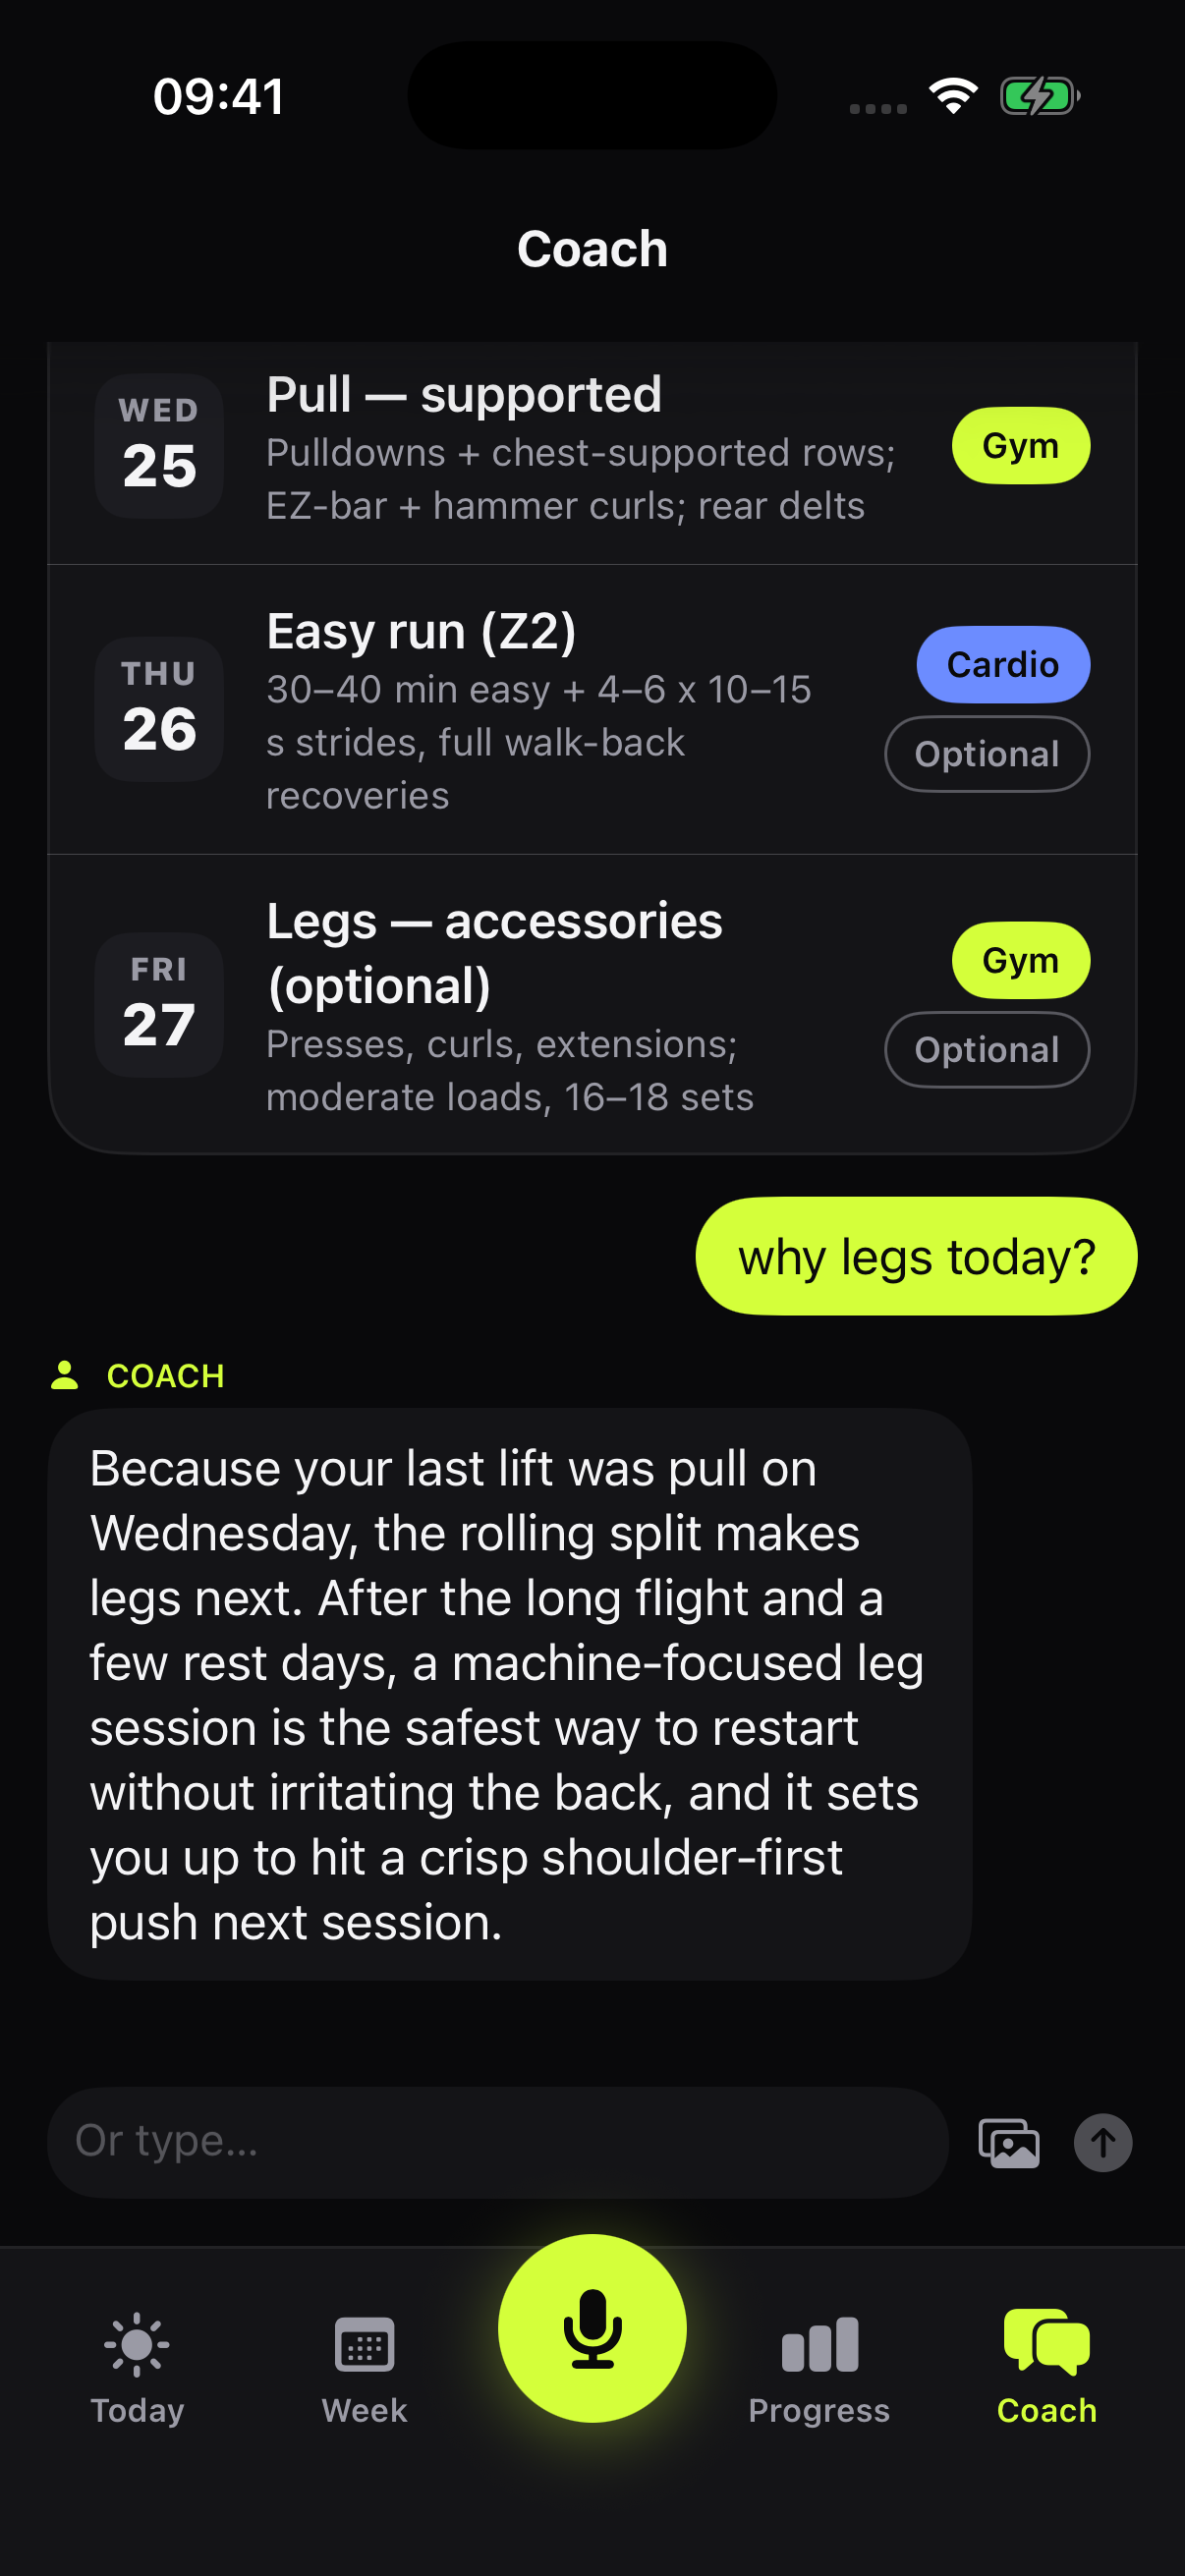 09:41
Coach
WED
25
Pull — supported
Pulldowns + chest-supported rows;
EZ-bar + hammer curls; rear delts
Gym
THU
26
Easy run (Z2)
30–40 min easy + 4–6 x 10–15
s strides, full walk-back
recoveries
Cardio
Optional
FRI
27
Legs — accessories
(optional)
Presses, curls, extensions;
moderate loads, 16–18 sets
Gym
Optional
why legs today?
COACH
Because your last lift was pull on
Wednesday, the rolling split makes
legs next. After the long flight and a
few rest days, a machine-focused leg
session is the safest way to restart
without irritating the back, and it sets
you up to hit a crisp shoulder-first
push next session.
Or type...
Today
Week
Progress
Coach